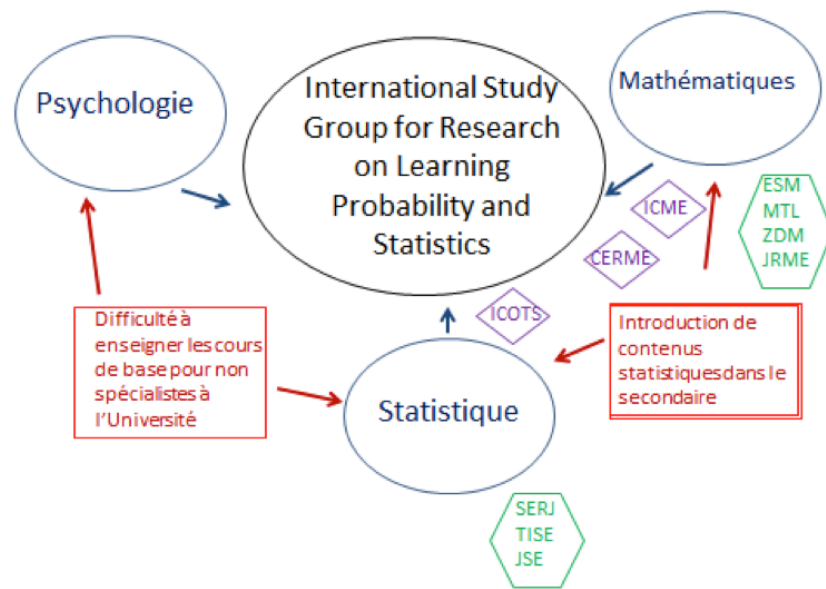 Psychologie
International Study
Group for Research
on Learning
Probability and
Statistics
Mathématiques
ICME
CERME
ICOTS
ESM
MTL
ZDM
JRME
Difficulté à
enseigner les cours
de base pour non
spécialistes à
l'Université
Introduction de
contenus
statistiques dans le
secondaire
Statistique
SERJ
TISE
JSE